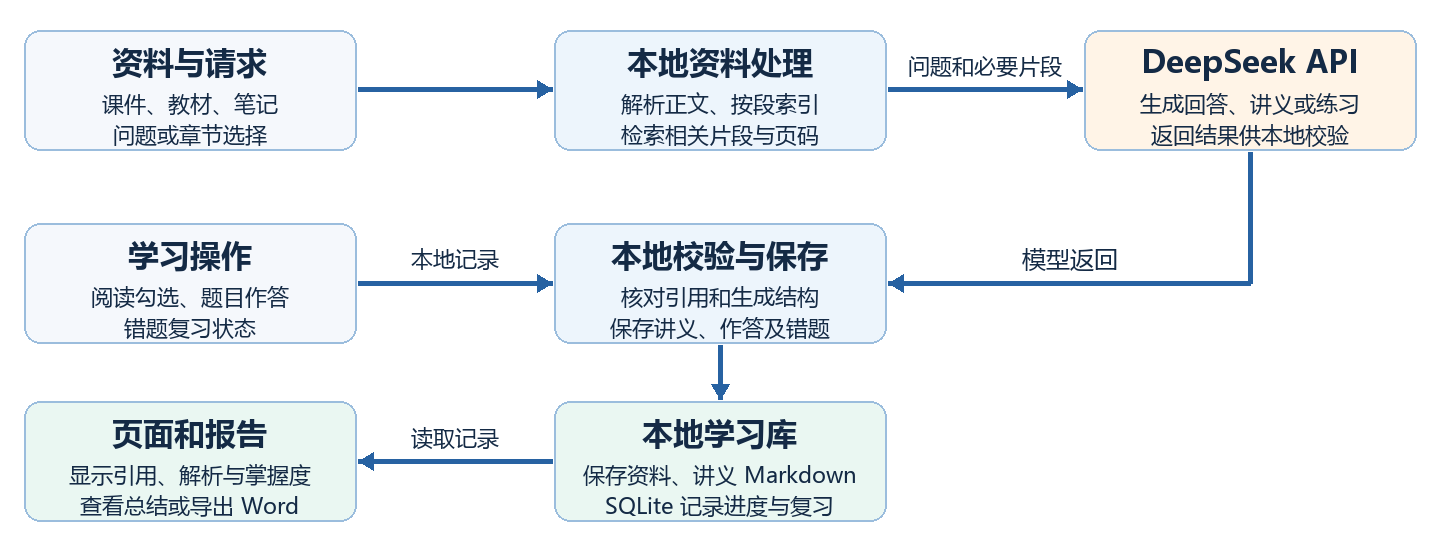 资料与请求
课件、教材、笔记
问题或章节选择
本地资料处理
解析正文、按段索引
检索相关片段与页码
问题和必要片段
DeepSeek API
生成回答、讲义或练习
返回结果供本地校验
学习操作
阅读勾选、题目作答
错题复习状态
本地记录
本地校验与保存
核对引用和生成结构
保存讲义、作答及错题
模型返回
页面和报告
显示引用、解析与掌握度
查看总结或导出 Word
读取记录
本地学习库
保存资料、讲义 Markdown
SQLite 记录进度与复习